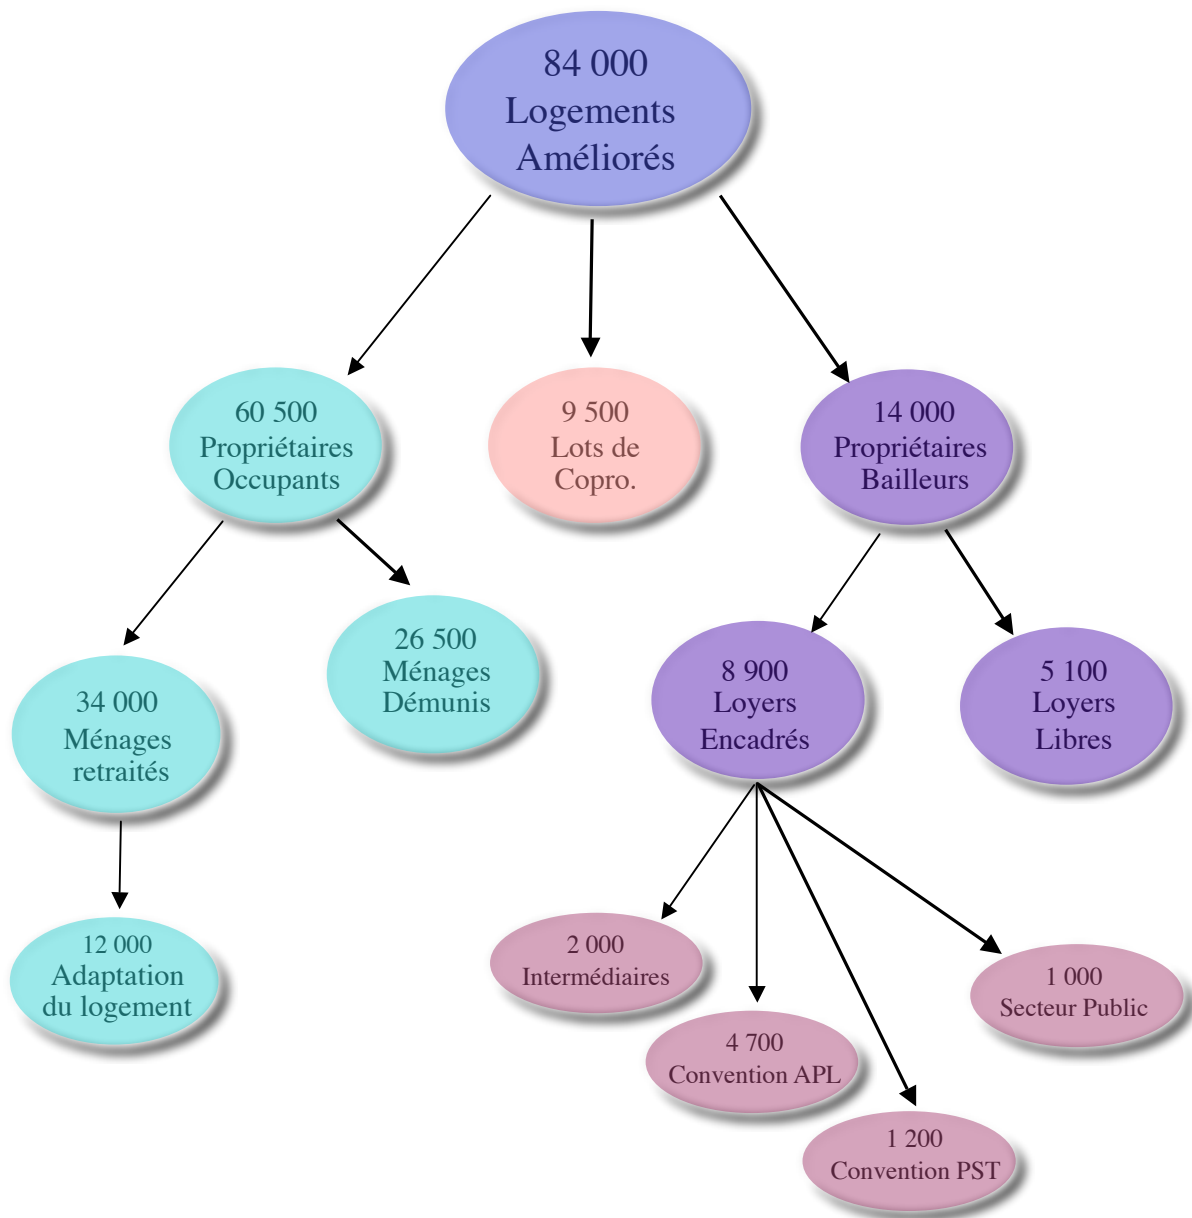 84 000
Logements
Améliorés
60 500
Propriétaires
Occupants
9 500
Lots de
Copro.
14 000
Propriétaires
Bailleurs
34 000
Ménages
retraités
26 500
Ménages
Démunis
8 900
Loyers
Encadrés
5 100
Loyers
Libres
12 000
Adaptation
du logement
2 000
Intermédiaires
4 700
Convention APL
1 200
Convention PST
1 000
Secteur Public